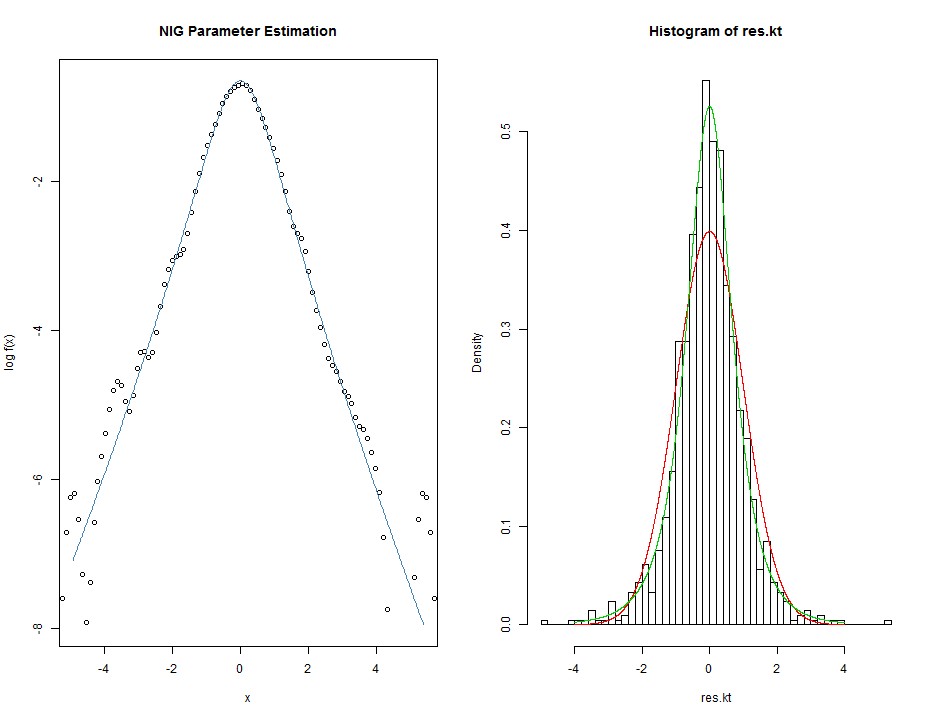 NIG Parameter Estimation
log f(x)
-2
-4
-6
-8
-4 -2 0 2 4
x
Histogram of res.kt
Density
0.5
0.4
0.3
0.2
0.1
0.0
-4 -2 0 2 4
res.kt